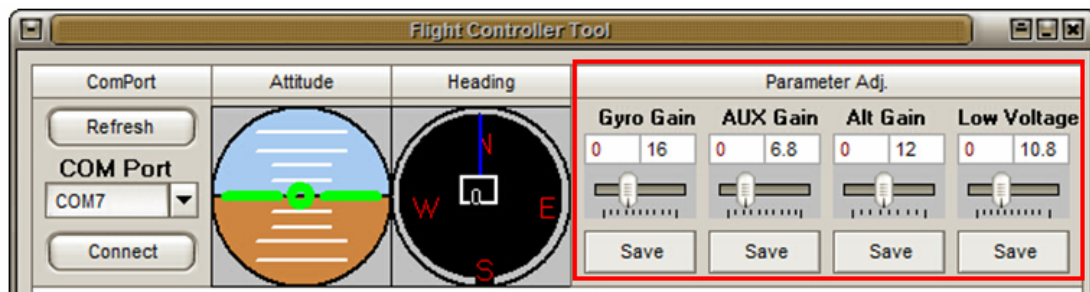 Flight Controller Tool
ComPort
Attitude
Heading
Parameter Adj.
Refresh
COM Port
COM7
Connect
N
W
0
E
S
Gyro Gain
AUX Gain
Alt Gain
Low Voltage
0 16
0 6.8
0 12
0 10.8
Save
Save
Save
Save